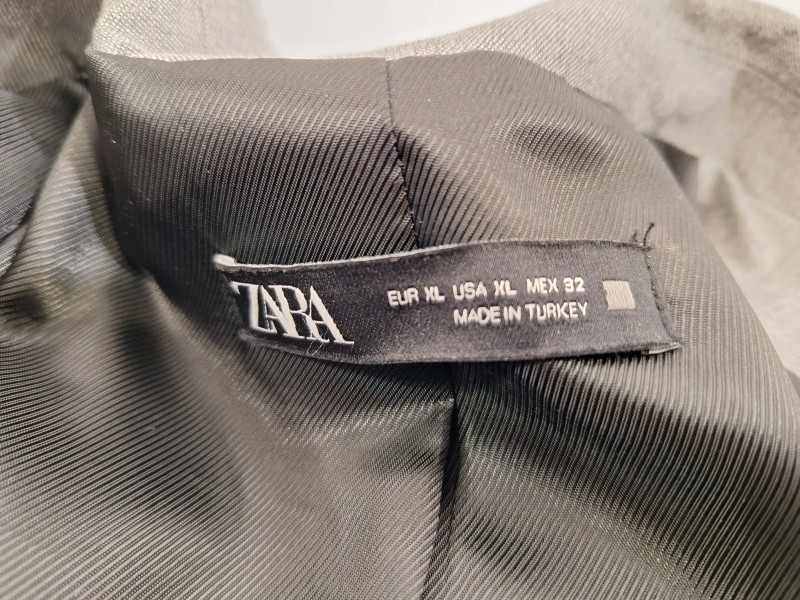 ZARA
EUR XL USA XL MEX 32
MADE IN TURKEY